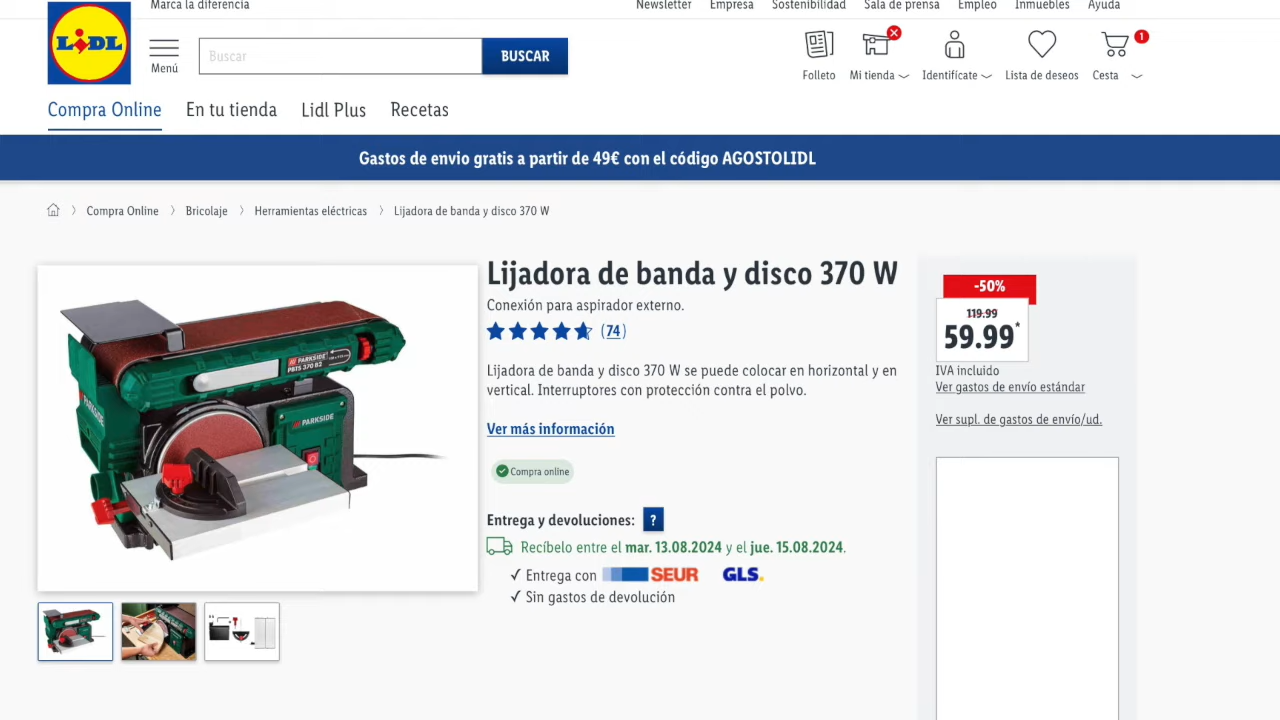 Marca la diferencia
Newsletter Empresa Sostenibilidad Sala de prensa Empleo Inmuebles Ayuda
LIDL
Menú
Buscar
BUSCAR
Folleto Mi tienda Identifícate Lista de deseos Cesta
1
Compra Online En tu tienda Lidl Plus Recetas
Gastos de envio gratis a partir de 49€ con el código AGOSTOLIDL
Compra Online Bricolaje Herramientas eléctricas Lijadora de banda y disco 370 W
Lijadora de banda y disco 370 W
Conexión para aspirador externo.
(74)
Lijadora de banda y disco 370 W se puede colocar en horizontal y en
vertical. Interruptores con protección contra el polvo.
Ver más información
Compra online
Entrega y devoluciones: ?
Recíbelo entre el mar. 13.08.2024 y el jue. 15.08.2024.
✓ Entrega con SEUR GLS.
✓ Sin gastos de devolución
-50%
119.99
59.99*
IVA incluido
Ver gastos de envío estándar
Ver supl. de gastos de envío/ud.
PARKSIDE
PBTS 370 B3
PARKSIDE
PARKSIDE